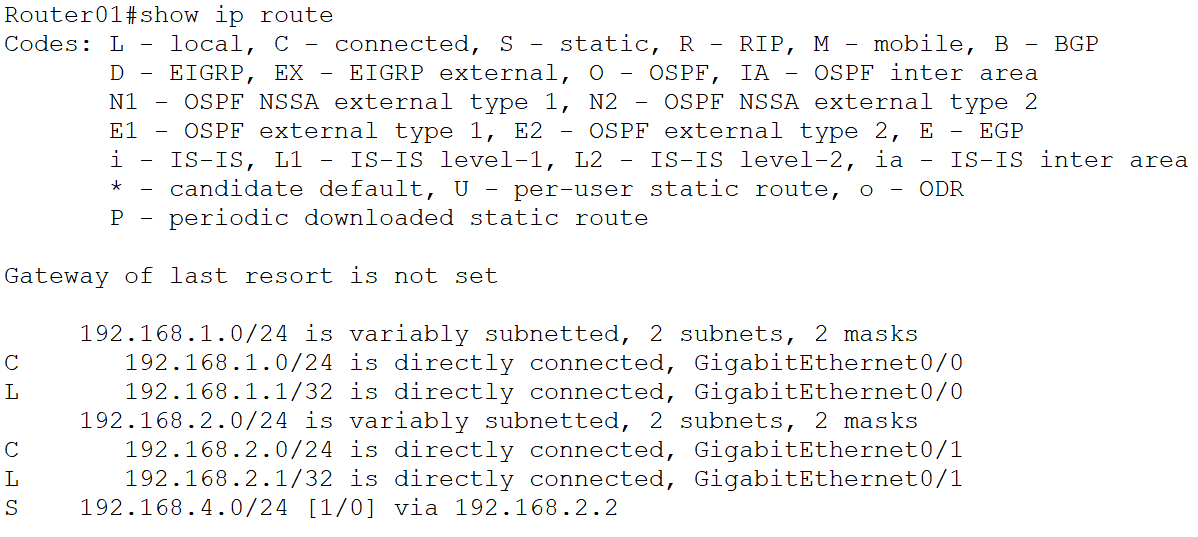 Router01#show ip route
Codes: L - local, C - connected, S - static, R - RIP, M - mobile, B - BGP
       D - EIGRP, EX - EIGRP external, O - OSPF, IA - OSPF inter area
       N1 - OSPF NSSA external type 1, N2 - OSPF NSSA external type 2
       E1 - OSPF external type 1, E2 - OSPF external type 2, E - EGP
       i - IS-IS, L1 - IS-IS level-1, L2 - IS-IS level-2, ia - IS-IS inter area
       * - candidate default, U - per-user static route, o - ODR
       P - periodic downloaded static route

Gateway of last resort is not set

     192.168.1.0/24 is variably subnetted, 2 subnets, 2 masks
C       192.168.1.0/24 is directly connected, GigabitEthernet0/0
L       192.168.1.1/32 is directly connected, GigabitEthernet0/0
     192.168.2.0/24 is variably subnetted, 2 subnets, 2 masks
C       192.168.2.0/24 is directly connected, GigabitEthernet0/1
L       192.168.2.1/32 is directly connected, GigabitEthernet0/1
S    192.168.4.0/24 [1/0] via 192.168.2.2